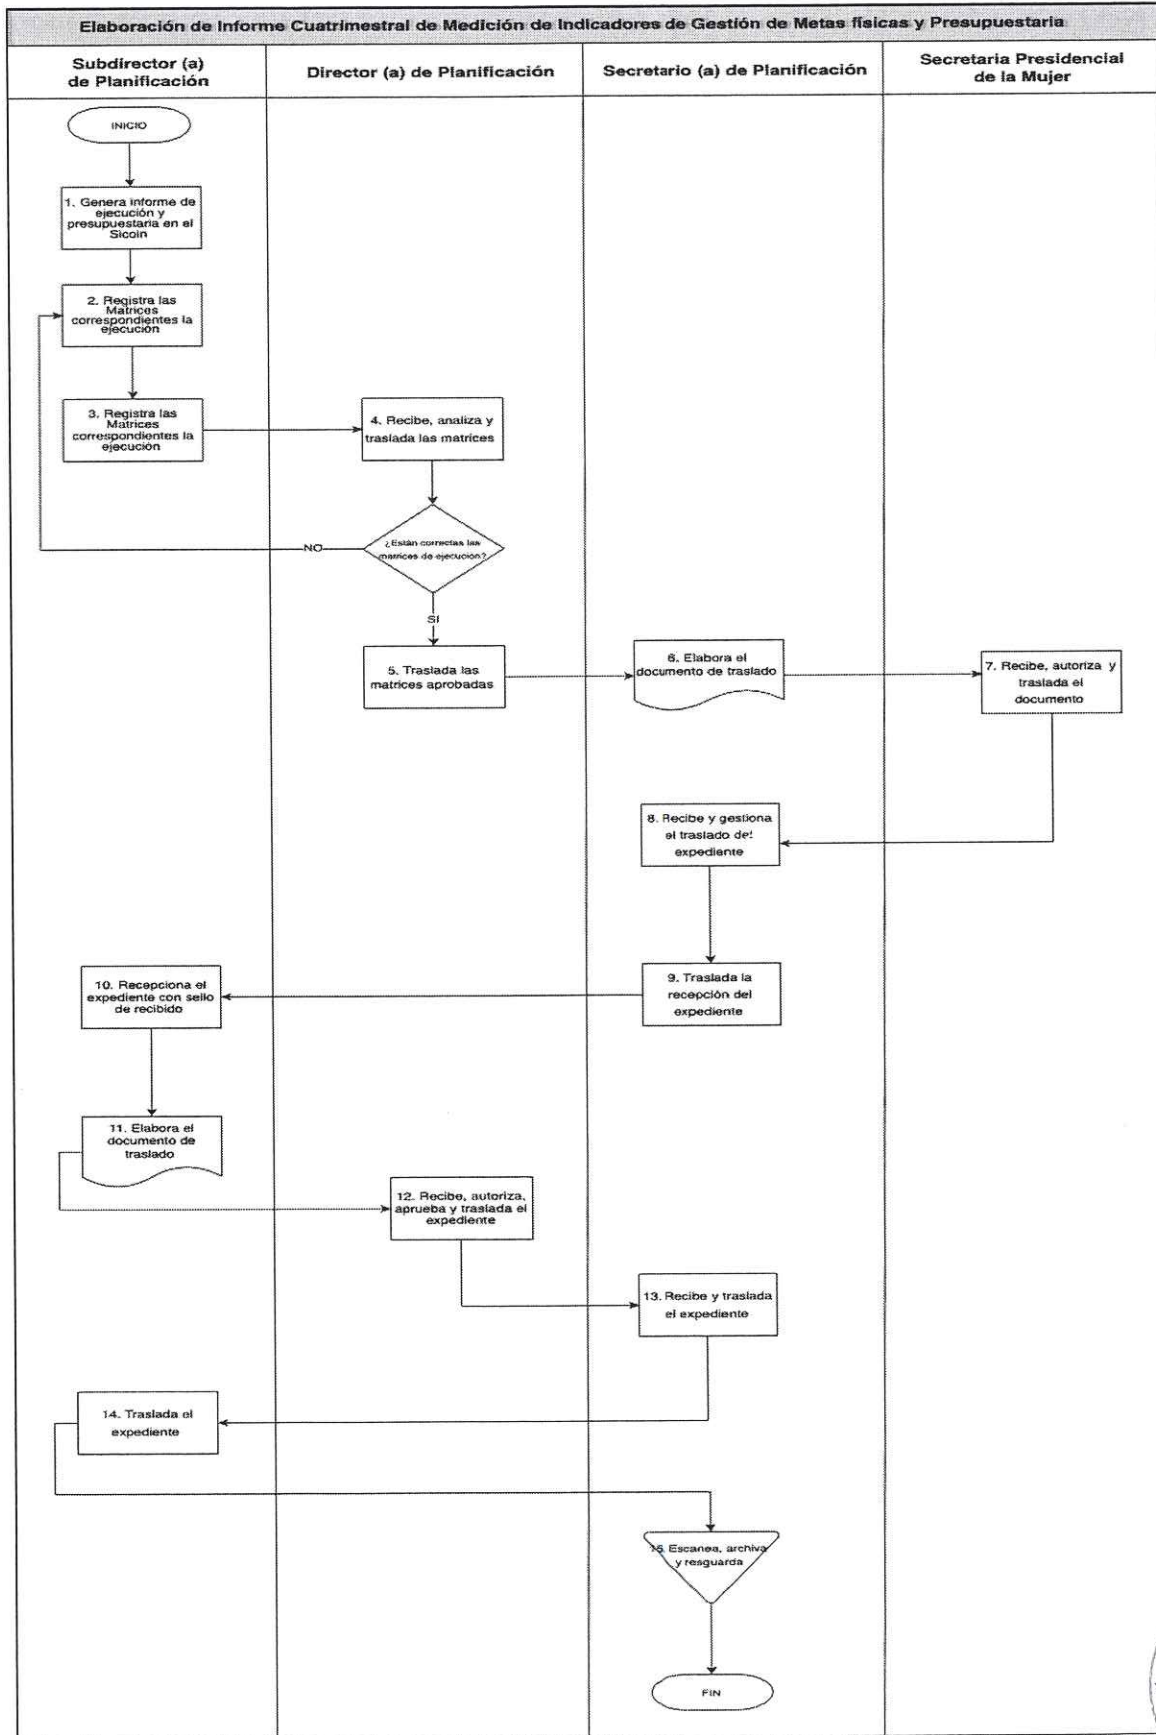 Elaboración de Informe Cuatrimestral de Medición de Indicadores de Gestión de Metas físicas y Presupuestaria
Subdirector (a)
de Planificación
Director (a) de Planificación
Secretario (a) de Planificación
Secretaria Presidencial
de la Mujer
INICIO
1. Genera informe de
ejecución y
presupuestaria en el
Sicoin
2. Registra las
Matrices
correspondientes la
ejecución
3. Registra las
Matrices
correspondientes la
ejecución
4. Recibe, analiza y
traslada las matrices
¿Están correctas las
matrices de ejecución?
NO
SI
5. Traslada las
matrices aprobadas
6. Elabora el
documento de traslado
7. Recibe, autoriza y
traslada el
documento
8. Recibe y gestiona
el traslado del
expediente
9. Traslada la
recepción del
expediente
10. Recepciona el
expediente con sello
de recibido
11. Elabora el
documento de
traslado
12. Recibe, autoriza,
aprueba y traslada el
expediente
13. Recibe y traslada
el expediente
14. Traslada el
expediente
15. Escanea, archiva
y resguarda
FIN